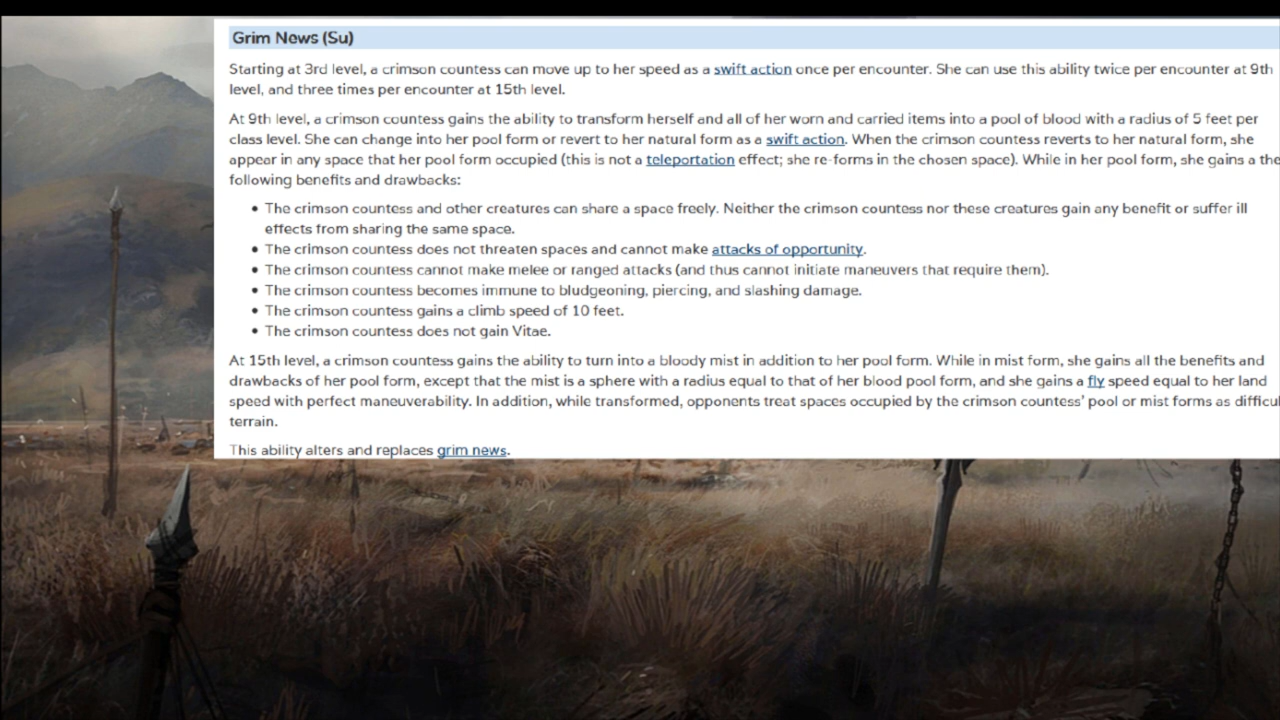 Grim News (Su)
Starting at 3rd level, a crimson countess can move up to her speed as a swift action once per encounter. She can use this ability twice per encounter at 9th
level, and three times per encounter at 15th level.
At 9th level, a crimson countess gains the ability to transform herself and all of her worn and carried items into a pool of blood with a radius of 5 feet per
class level. She can change into her pool form or revert to her natural form as a swift action. When the crimson countess reverts to her natural form, she
appear in any space that her pool form occupied (this is not a teleportation effect; she re-forms in the chosen space). While in her pool form, she gains a the
following benefits and drawbacks:
• The crimson countess and other creatures can share a space freely. Neither the crimson countess nor these creatures gain any benefit or suffer ill
effects from sharing the same space.
• The crimson countess does not threaten spaces and cannot make attacks of opportunity.
• The crimson countess cannot make melee or ranged attacks (and thus cannot initiate maneuvers that require them).
• The crimson countess becomes immune to bludgeoning, piercing, and slashing damage.
• The crimson countess gains a climb speed of 10 feet.
• The crimson countess does not gain Vitae.
At 15th level, a crimson countess gains the ability to turn into a bloody mist in addition to her pool form. While in mist form, she gains all the benefits and
drawbacks of her pool form, except that the mist is a sphere with a radius equal to that of her blood pool form, and she gains a fly speed equal to her land
speed with perfect maneuverability. In addition, while transformed, opponents treat spaces occupied by the crimson countess' pool or mist forms as difficul
terrain.
This ability alters and replaces grim news.